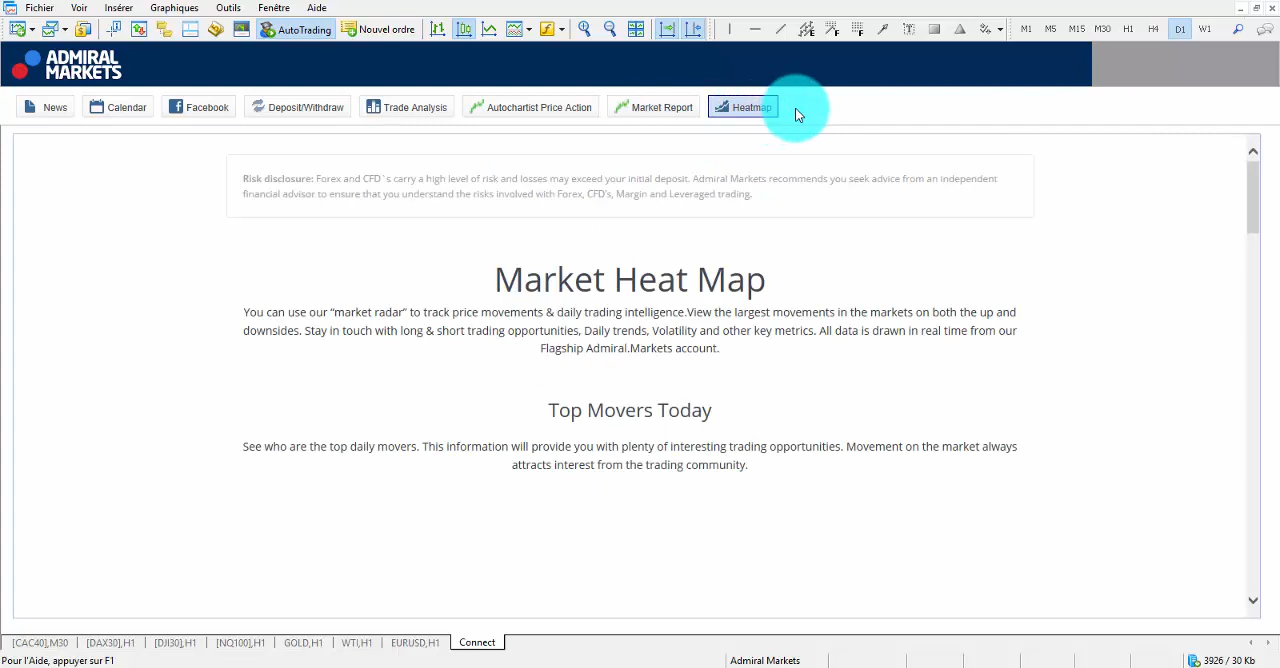 Fichier Voir Insérer Graphiques Outils Fenêtre Aide
AutoTrading Nouvel ordre M1 M5 M15 M30 H1 H4 D1 W1
ADMIRAL
MARKETS
News Calendar Facebook Deposit/Withdraw Trade Analysis Autochartist Price Action Market Report Heatmap
Risk disclosure: Forex and CFD`s carry a high level of risk and losses may exceed your initial deposit. Admiral Markets recommends you seek advice from an independent
financial advisor to ensure that you understand the risks involved with Forex, CFD's, Margin and Leveraged trading.
Market Heat Map
You can use our “market radar” to track price movements & daily trading intelligence.View the largest movements in the markets on both the up and
downsides. Stay in touch with long & short trading opportunities, Daily trends, Volatility and other key metrics. All data is drawn in real time from our
Flagship Admiral.Markets account.
Top Movers Today
See who are the top daily movers. This information will provide you with plenty of interesting trading opportunities. Movement on the market always
attracts interest from the trading community.
[CAC40],M30 [DAX30],H1 [DJI30],H1 [NQ100],H1 GOLD,H1 WTI,H1 EURUSD,H1 Connect
Pour l'Aide, appuyer sur F1 Admiral Markets 3926 / 30 Kb